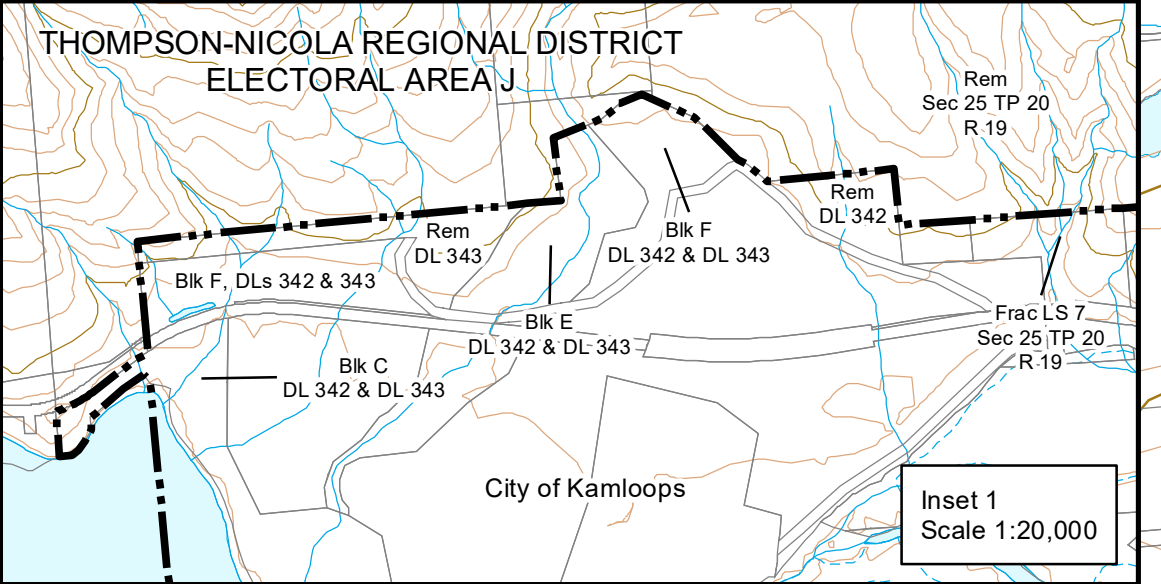 THOMPSON-NICOLA REGIONAL DISTRICT
ELECTORAL AREA J
Rem
Sec 25 TP 20
R 19
Rem
DL 342
Rem
DL 343
Blk F
DL 342 & DL 343
Blk F, DLs 342 & 343
Blk E
DL 342 & DL 343
Frac LS 7
Sec 25 TP 20
R 19
Blk C
DL 342 & DL 343
City of Kamloops
Inset 1
Scale 1:20,000